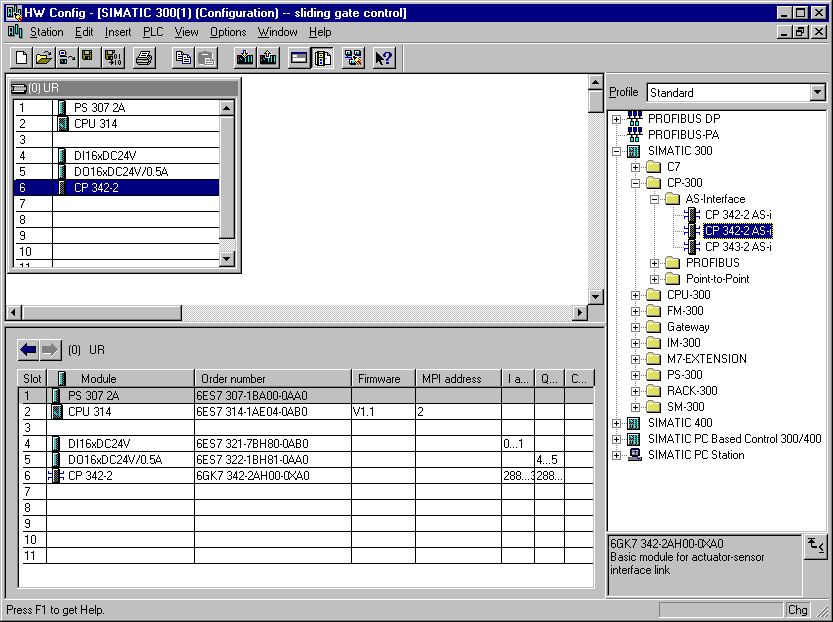 HW Config - [SIMATIC 300(1) (Configuration) -- sliding gate control]
Station Edit Insert PLC View Options Window Help
(0) UR
1 PS 307 2A
2 CPU 314
3
4 DI16xDC24V
5 DO16xDC24V/0.5A
6 CP 342-2
7
8
9
10
11
Profile Standard
PROFIBUS DP
PROFIBUS-PA
SIMATIC 300
C7
CP-300
AS-Interface
CP 342-2 AS-i
CP 342-2 AS-i
CP 343-2 AS-i
PROFIBUS
Point-to-Point
CPU-300
FM-300
Gateway
IM-300
M7-EXTENSION
PS-300
RACK-300
SM-300
SIMATIC 400
SIMATIC PC Based Control 300/400
SIMATIC PC Station
(0) UR
Slot Module Order number Firmware MPI address I a... Q... C...
1 PS 307 2A 6ES7 307-1BA00-0AA0
2 CPU 314 6ES7 314-1AE04-0AB0 V1.1 2
3
4 DI16xDC24V 6ES7 321-7BH80-0AB0 0...1
5 DO16xDC24V/0.5A 6ES7 322-1BH81-0AA0 4...5
6 CP 342-2 6GK7 342-2AH00-0XA0 288...3 288...
7
8
9
10
11
6GK7 342-2AH00-0XA0
Basic module for actuator-sensor
interface link
Press F1 to get Help.
Chg